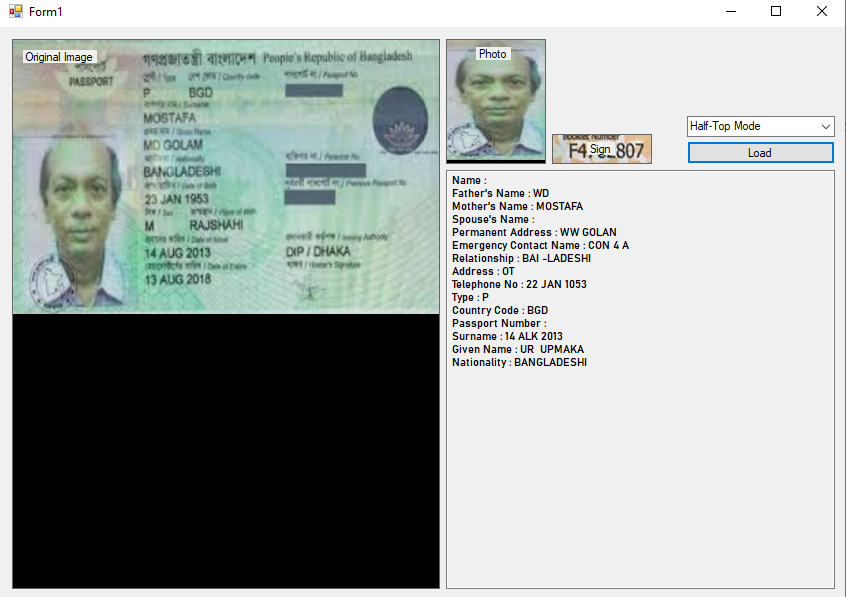 Form1
Original Image
গণপ্রজাতন্ত্রী বাংলাদেশ People's Republic of Bangladesh
পাসপোর্ট
PASSPORT
P BGD
MOSTAFA
MD GOLAM
BANGLADESHI
23 JAN 1953
M RAJSHAHI
14 AUG 2013 DIP / DHAKA
13 AUG 2018
Photo
Booklet Number
Sign
Half-Top Mode
Load
Name :
Father's Name : WD
Mother's Name : MOSTAFA
Spouse's Name :
Permanent Address : WW GOLAN
Emergency Contact Name : CON 4 A
Relationship : BAI -LADESHI
Address : OT
Telephone No : 22 JAN 1053
Type : P
Country Code : BGD
Passport Number :
Surname : 14 ALK 2013
Given Name : UR  UPMAKA
Nationality : BANGLADESHI